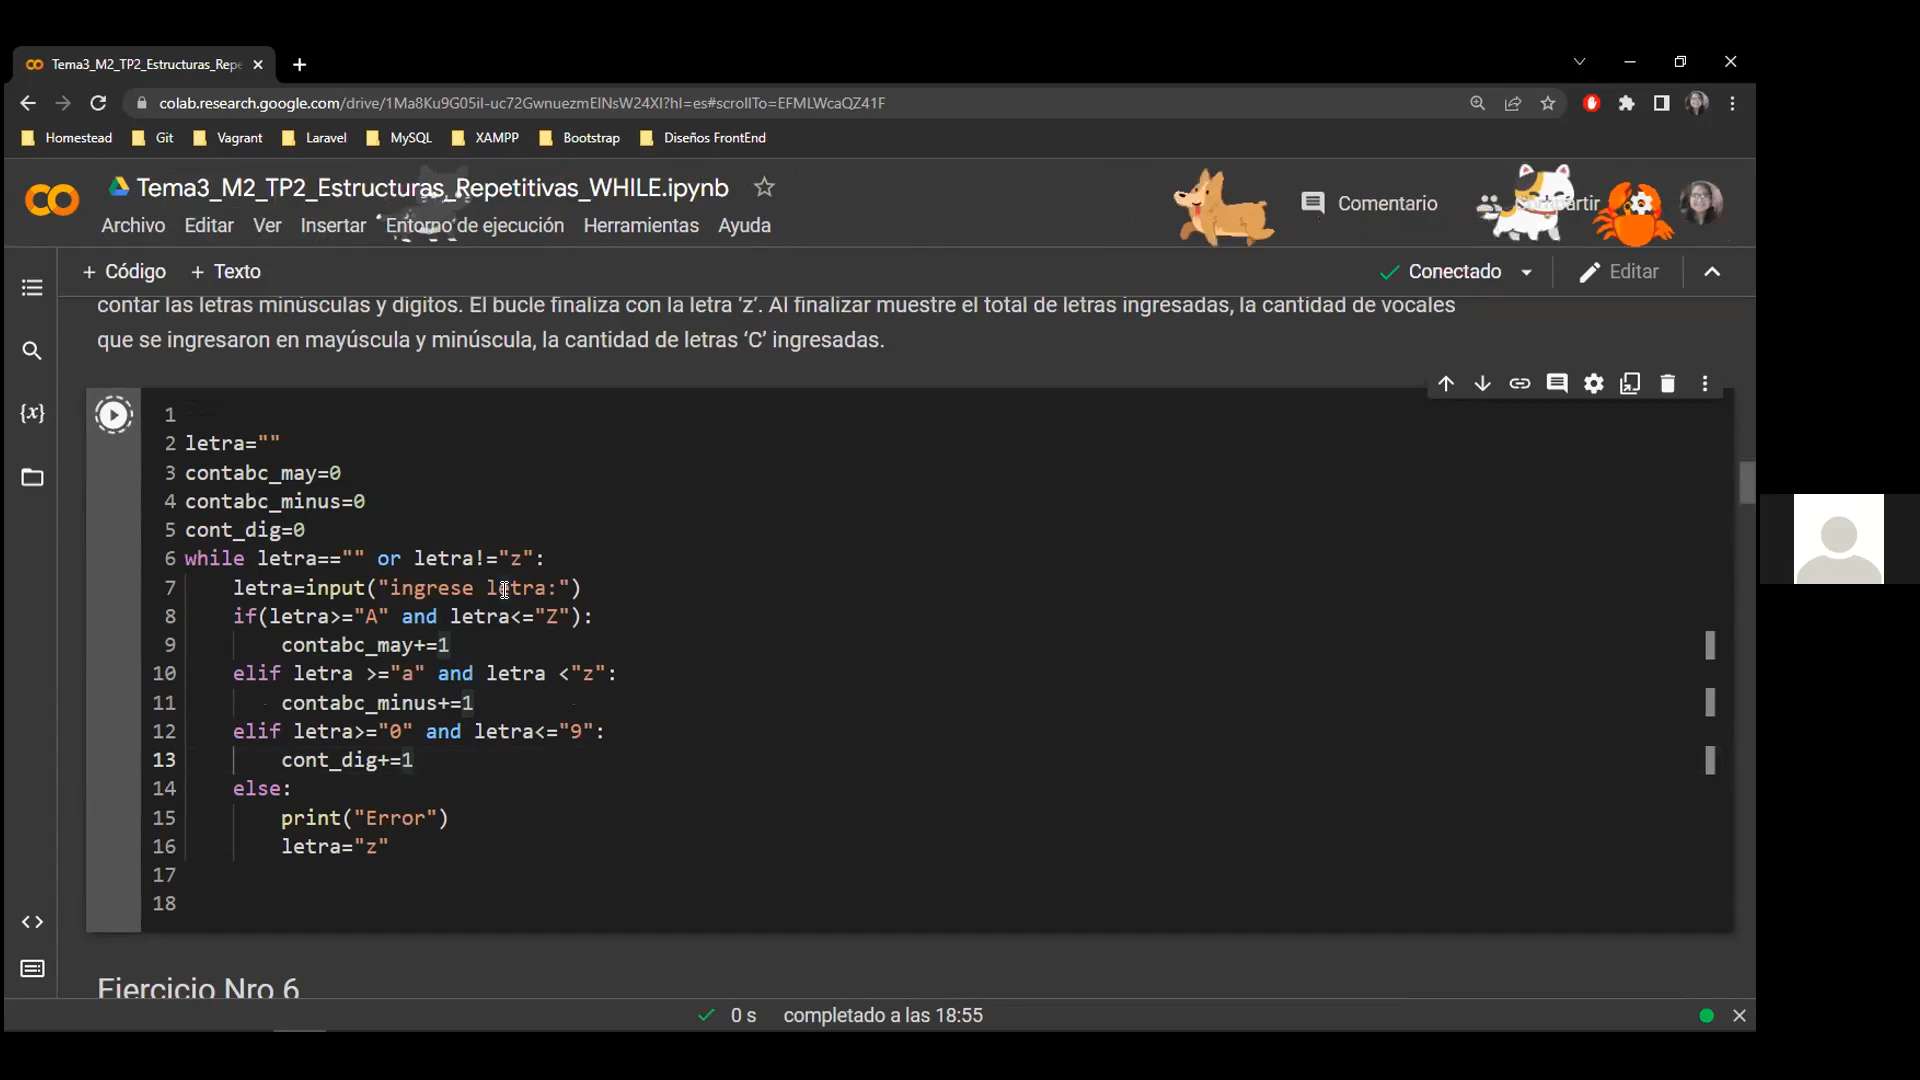 Tema3_M2_TP2_Estructuras_Repe
colab.research.google.com/drive/1Ma8Ku9G05iI-uc72GwnuezmEINsW24XI?hl=es#scrollTo=EFMLWcaQZ41F
Homestead Git Vagrant Laravel MySQL XAMPP Bootstrap Diseños FrontEnd
Tema3_M2_TP2_Estructuras_Repetitivas_WHILE.ipynb
Comentario
Archivo Editar Ver Insertar Entorno de ejecución Herramientas Ayuda
+ Código + Texto
Conectado Editar
contar las letras minúsculas y dígitos. El bucle finaliza con la letra ‘z’. Al finalizar muestre el total de letras ingresadas, la cantidad de vocales
que se ingresaron en mayúscula y minúscula, la cantidad de letras ‘C’ ingresadas.
1
2 letra=""
3 contabc_may=0
4 contabc_minus=0
5 cont_dig=0
6 while letra=="" or letra!="z":
7 letra=input("ingrese letra:")
8 if(letra>="A" and letra<="Z"):
9 contabc_may+=1
10 elif letra >="a" and letra <"z":
11 contabc_minus+=1
12 elif letra>="0" and letra<="9":
13 cont_dig+=1
14 else:
15 print("Error")
16 letra="z"
17
18
Ejercicio Nro 6
0 s completado a las 18:55